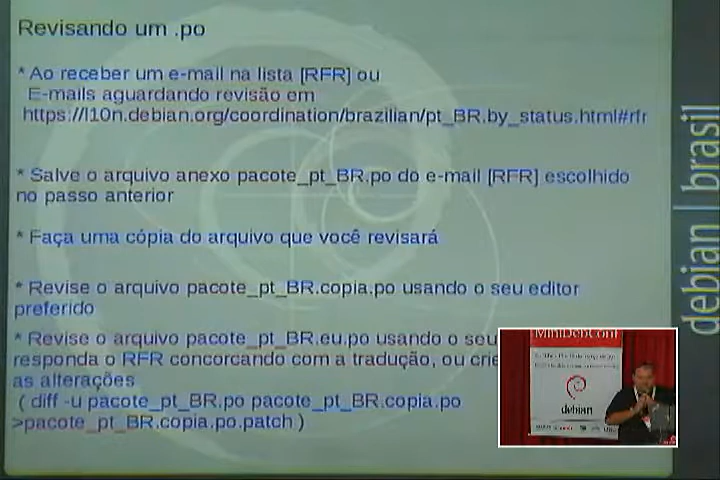 Revisando um .po
* Ao receber um e-mail na lista [RFR] ou
E-mails aguardando revisão em
https://l10n.debian.org/coordination/brazilian/pt_BR.by_status.html#rfr
* Salve o arquivo anexo pacote_pt_BR.po do e-mail [RFR] escolhido
no passo anterior
* Faça uma cópia do arquivo que você revisará
* Revise o arquivo pacote_pt_BR.copia.po usando o seu editor
preferido
* Revise o arquivo pacote_pt_BR.eu.po usando o seu
responda o RFR concorcando com a tradução, ou crie
as alterações
( diff -u pacote_pt_BR.po pacote_pt_BR.copia.po
>pacote_pt_BR.copia.po.patch )
debian | brasil
MiniDebConf
debian